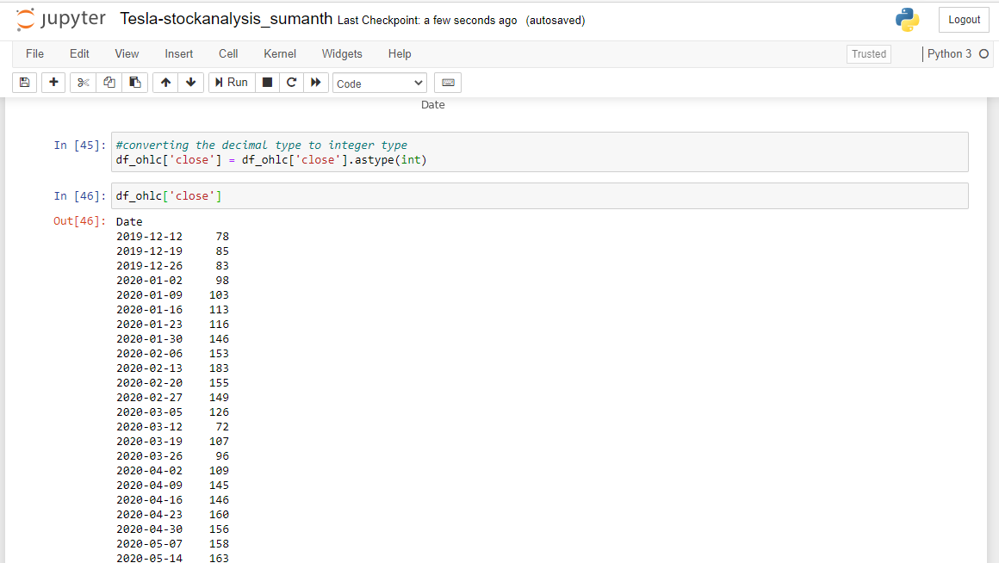 jupyter Tesla-stockanalysis_sumanth Last Checkpoint: a few seconds ago (autosaved)
Logout
File Edit View Insert Cell Kernel Widgets Help Trusted Python 3
Run Code
Date
In [45]: #converting the decimal type to integer type
df_ohlc['close'] = df_ohlc['close'].astype(int)
In [46]: df_ohlc['close']
Out[46]: Date
2019-12-12 78
2019-12-19 85
2019-12-26 83
2020-01-02 98
2020-01-09 103
2020-01-16 113
2020-01-23 116
2020-01-30 146
2020-02-06 153
2020-02-13 183
2020-02-20 155
2020-02-27 149
2020-03-05 126
2020-03-12 72
2020-03-19 107
2020-03-26 96
2020-04-02 109
2020-04-09 145
2020-04-16 146
2020-04-23 160
2020-04-30 156
2020-05-07 158
2020-05-14 163